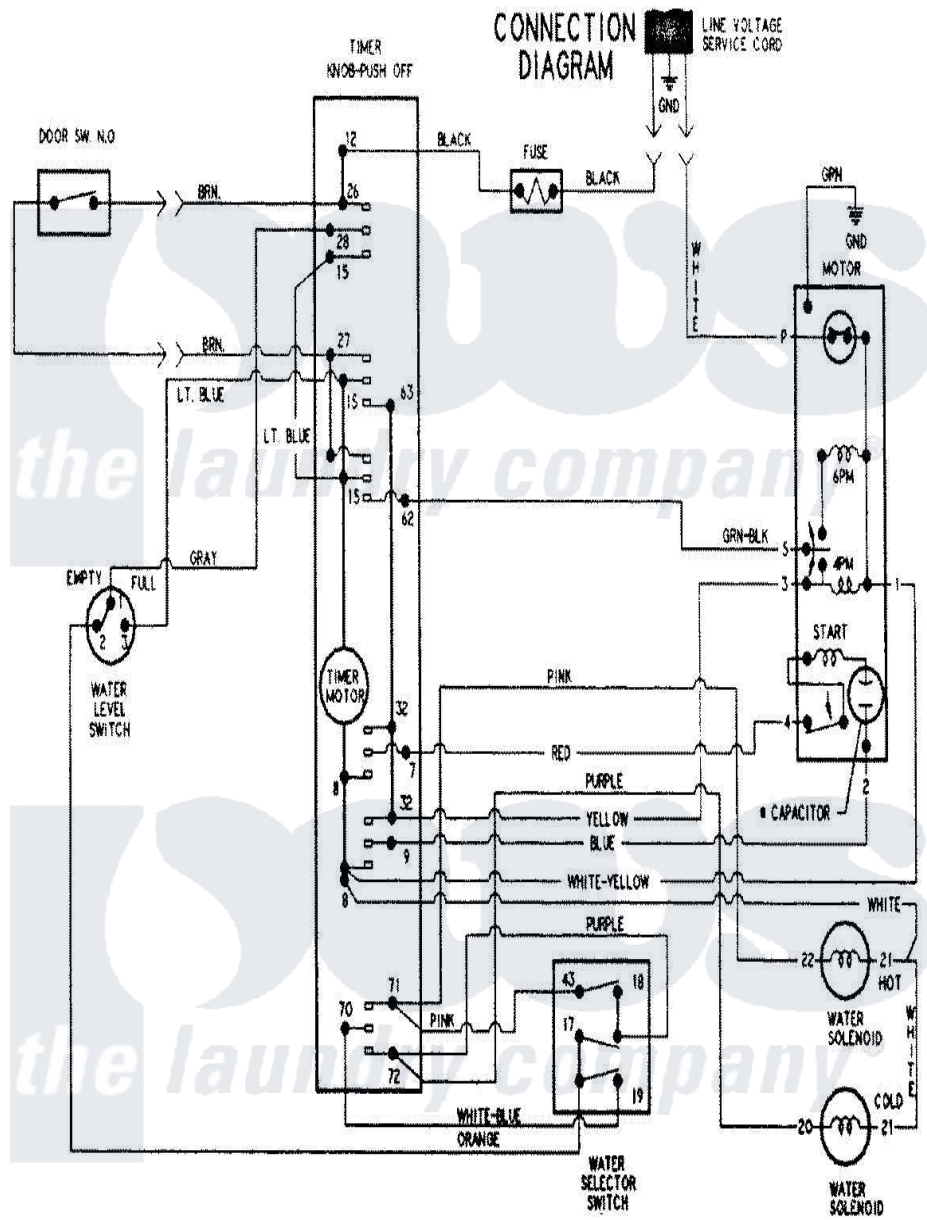 CONNECTION
DIAGRAM
LINE VOLTAGE
SERVICE CORD
GND
TIMER
KNOB-PUSH OFF
DOOR SW. N.O
12
BLACK
FUSE
BLACK
BRN.
26
28
15
GRN
GND
MOTOR
WHITE
P
BRN.
27
LT. BLUE
15
63
LT. BLUE
15
62
6PM
GRN-BLK
5
4PM
3
1
GRAY
EMPTY
FULL
1
2
3
WATER
LEVEL
SWITCH
START
TIMER
MOTOR
PINK
32
7
RED
4
8
PURPLE
2
32
YELLOW
* CAPACITOR
9
BLUE
WHITE-YELLOW
8
WHITE
PURPLE
22
21
HOT
WATER
SOLENOID
43
18
71
70
PINK
17
WHITE
72
19
COLD
20
21
WHITE-BLUE
ORANGE
WATER
SELECTOR
SWITCH
WATER
SOLENOID
the laundry company®
the laundry company®